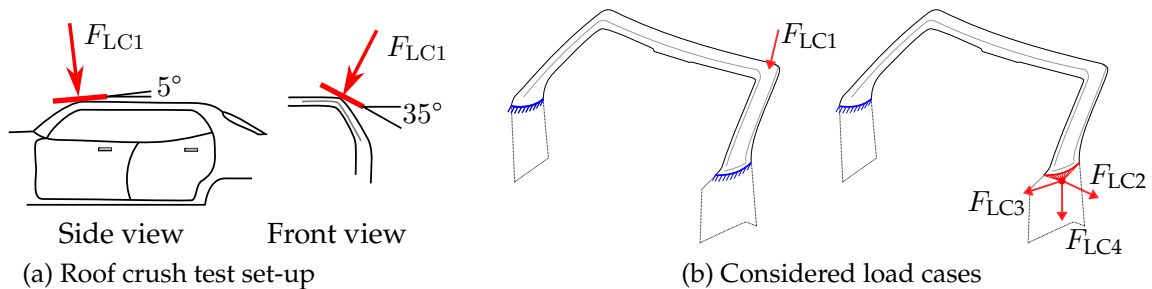 F_LC1
5°
Side view
F_LC1
35°
Front view
(a) Roof crush test set-up
F_LC1
F_LC2
F_LC3
F_LC4
(b) Considered load cases